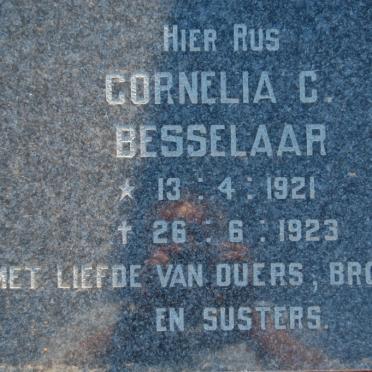 HIER RUS
CORNELIA C.
BESSELAAR
* 13 : 4 : 1921
† 26 : 6 : 1923
MET LIEFDE VAN OUERS,
EN SUSTERS.